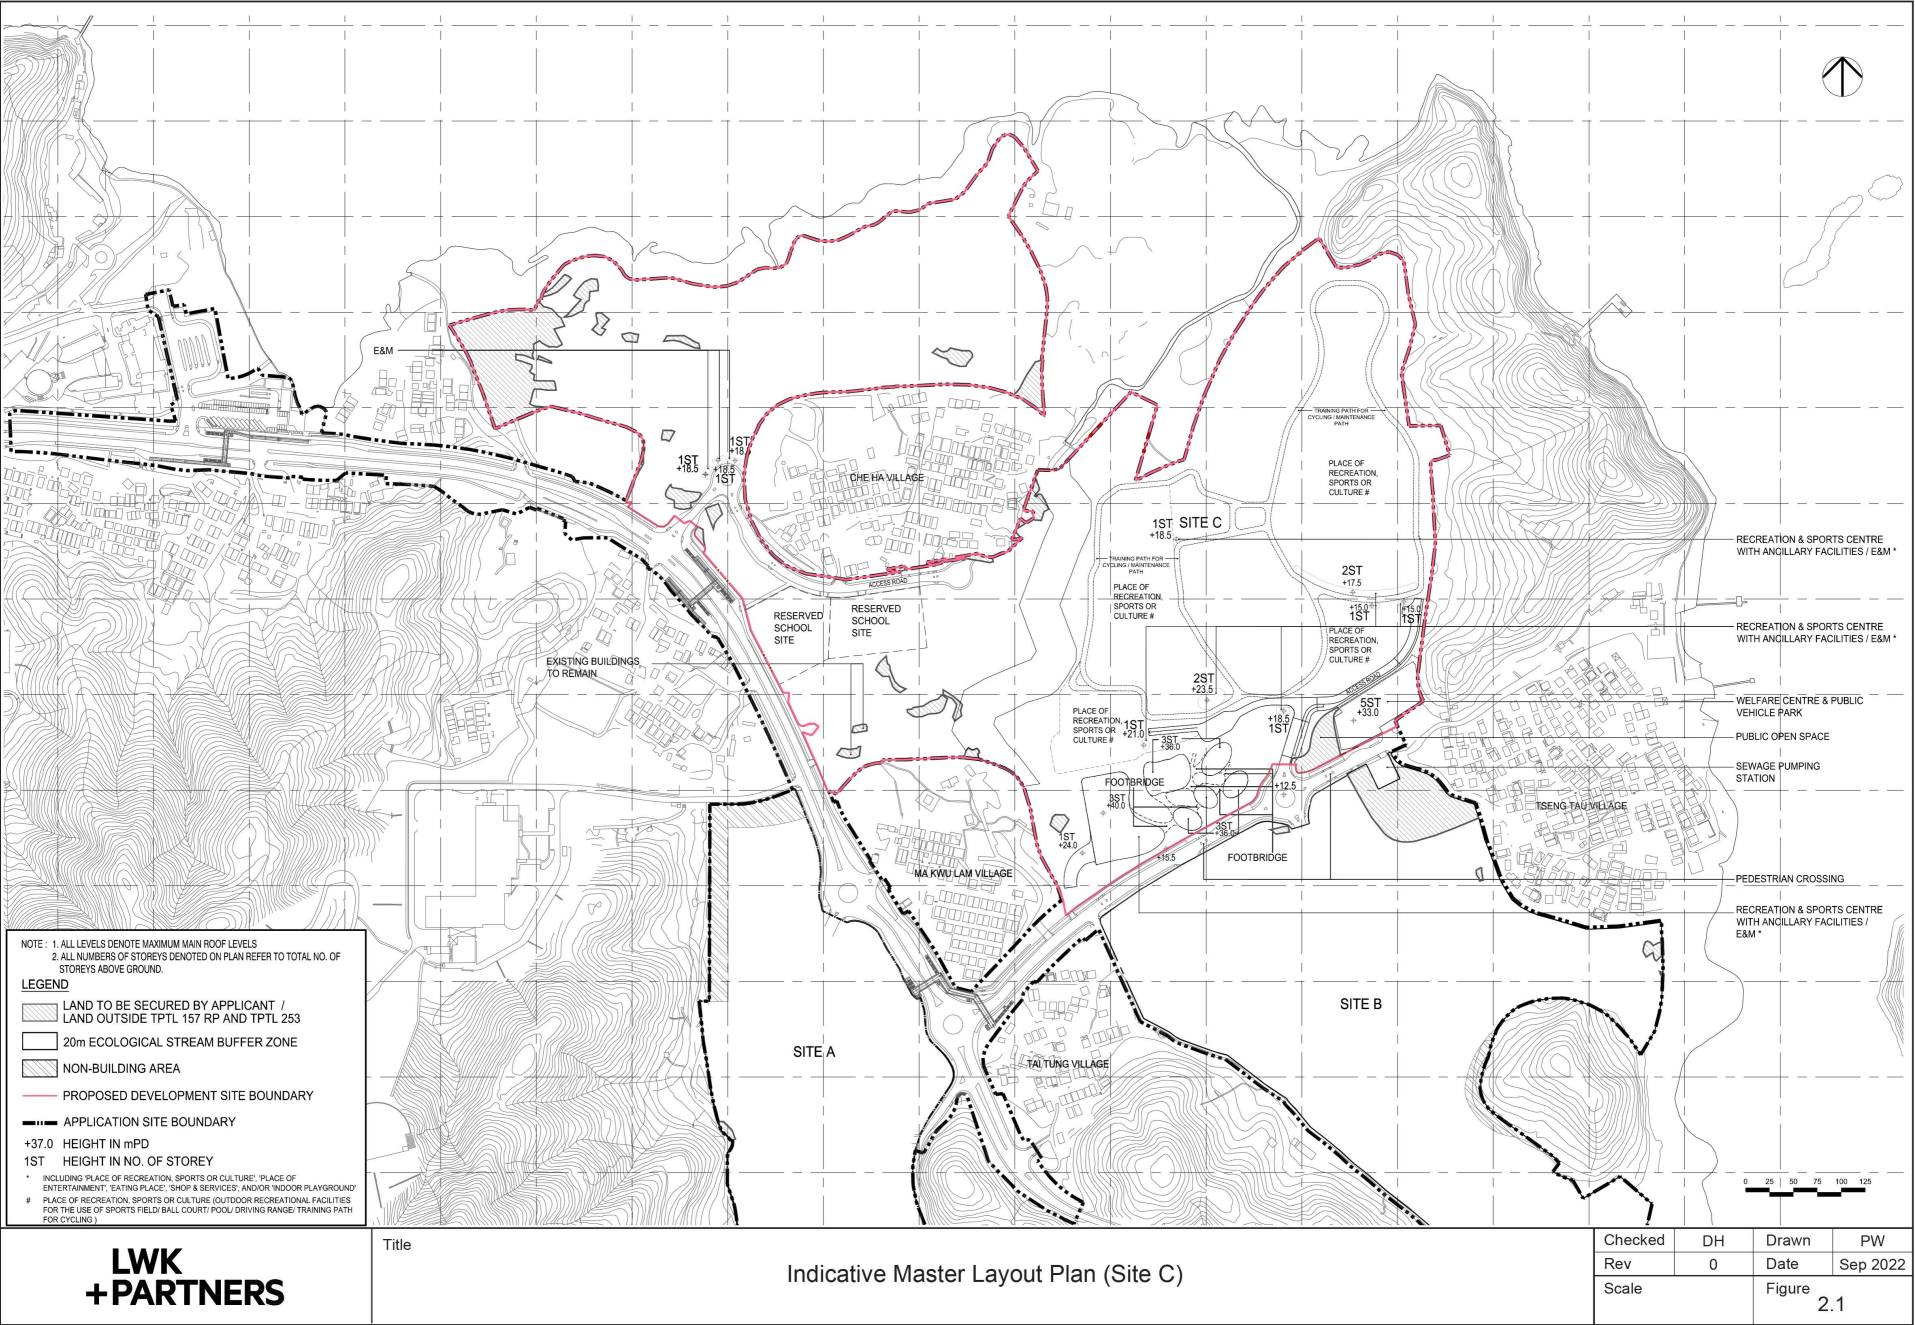 E&M
1ST
+18.5
1ST
+18.
+18.5
1ST
CHE HA VILLAGE
ACCESS ROAD
RESERVED
SCHOOL
SITE
RESERVED
SCHOOL
SITE
EXISTING BUILDINGS
TO REMAIN
TRAINING PATH FOR
CYCLING / MAINTENANCE
PATH
PLACE OF
RECREATION,
SPORTS OR
CULTURE #
1ST
+18.5
SITE C
TRAINING PATH FOR
CYCLING / MAINTENANCE
PATH
PLACE OF
RECREATION,
SPORTS OR
CULTURE #
2ST
+17.5
+15.0
1ST
+15.0
1ST
PLACE OF
RECREATION,
SPORTS OR
CULTURE #
ACCESS ROAD
2ST
+23.5
5ST
+33.0
PLACE OF
RECREATION,
SPORTS OR
CULTURE #
1ST
+21.0
+18.5
1ST
3ST
+36.0
FOOTBRIDGE
3ST
+40.0
+12.5
3ST
+36.0
1ST
+24.0
+15.5
FOOTBRIDGE
TSENG TAU VILLAGE
MA KWU LAM VILLAGE
TAI TUNG VILLAGE
SITE A
SITE B
RECREATION & SPORTS CENTRE
WITH ANCILLARY FACILITIES / E&M *
RECREATION & SPORTS CENTRE
WITH ANCILLARY FACILITIES / E&M *
WELFARE CENTRE & PUBLIC
VEHICLE PARK
PUBLIC OPEN SPACE
SEWAGE PUMPING
STATION
PEDESTRIAN CROSSING
RECREATION & SPORTS CENTRE
WITH ANCILLARY FACILITIES /
E&M *
0 25 50 75 100 125
NOTE : 1. ALL LEVELS DENOTE MAXIMUM MAIN ROOF LEVELS
2. ALL NUMBERS OF STOREYS DENOTED ON PLAN REFER TO TOTAL NO. OF
STOREYS ABOVE GROUND.
LEGEND
LAND TO BE SECURED BY APPLICANT /
LAND OUTSIDE TPTL 157 RP AND TPTL 253
20m ECOLOGICAL STREAM BUFFER ZONE
NON-BUILDING AREA
PROPOSED DEVELOPMENT SITE BOUNDARY
APPLICATION SITE BOUNDARY
+37.0 HEIGHT IN mPD
1ST HEIGHT IN NO. OF STOREY
* INCLUDING 'PLACE OF RECREATION, SPORTS OR CULTURE', 'PLACE OF
ENTERTAINMENT', 'EATING PLACE', 'SHOP & SERVICES', AND/OR 'INDOOR PLAYGROUND'
# PLACE OF RECREATION, SPORTS OR CULTURE (OUTDOOR RECREATIONAL FACILITIES
FOR THE USE OF SPORTS FIELD/ BALL COURT/ POOL/ DRIVING RANGE/ TRAINING PATH
FOR CYCLING )
LWK
+PARTNERS
Title
Indicative Master Layout Plan (Site C)
Checked DH Drawn PW
Rev 0 Date Sep 2022
Scale Figure
2.1